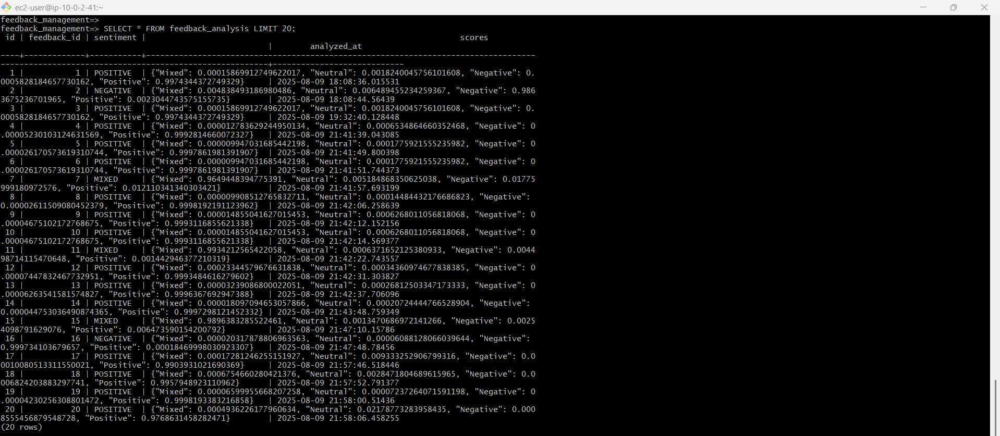 ec2-user@ip-10-0-2-41:~
feedback_management=>
feedback_management=> SELECT * FROM feedback_analysis LIMIT 20;
 id | feedback_id | sentiment |                                                                   scores
                                                         |        analyzed_at
----+-------------+-----------+-----------------------------------------------------------------------------------
---------------------------------------------------------+----------------------------
  1 |           1 | POSITIVE  | {"Mixed": 0.00015869912749622017, "Neutral": 0.0018240045756101608, "Negative": 0.
0005828184657730162, "Positive": 0.9974344372749329}     | 2025-08-09 18:08:36.015531
  2 |           2 | NEGATIVE  | {"Mixed": 0.004838493186980486, "Neutral": 0.006489455234259367, "Negative": 0.986
3675236701965, "Positive": 0.0023044743575155735}        | 2025-08-09 18:08:44.56439
  3 |           3 | POSITIVE  | {"Mixed": 0.00015869912749622017, "Neutral": 0.0018240045756101608, "Negative": 0.
0005828184657730162, "Positive": 0.9974344372749329}     | 2025-08-09 19:32:40.128448
  4 |           4 | POSITIVE  | {"Mixed": 0.000012783629244950134, "Neutral": 0.0006534864660352468, "Negative": 0
.00005230103124631569, "Positive": 0.9992814660072327}   | 2025-08-09 21:41:39.043085
  5 |           5 | POSITIVE  | {"Mixed": 0.000009947031685442198, "Neutral": 0.0001775921555235982, "Negative": 0
.000026170573619310744, "Positive": 0.9997861981391907}  | 2025-08-09 21:41:49.800398
  6 |           6 | POSITIVE  | {"Mixed": 0.000009947031685442198, "Neutral": 0.0001775921555235982, "Negative": 0
.000026170573619310744, "Positive": 0.9997861981391907}  | 2025-08-09 21:41:51.744373
  7 |           7 | MIXED     | {"Mixed": 0.9649448394775391, "Neutral": 0.005184868350625038, "Negative": 0.01775
999180972576, "Positive": 0.012110341340303421}          | 2025-08-09 21:41:57.693199
  8 |           8 | POSITIVE  | {"Mixed": 0.000009908512765832711, "Neutral": 0.00014484432176686823, "Negative": 
0.00002611509080452379, "Positive": 0.9998192191123962}  | 2025-08-09 21:42:06.258639
  9 |           9 | POSITIVE  | {"Mixed": 0.000014855041627015453, "Neutral": 0.0006268011056818068, "Negative": 0
.00004675102172768675, "Positive": 0.9993116855621338}   | 2025-08-09 21:42:12.152156
 10 |          10 | POSITIVE  | {"Mixed": 0.000014855041627015453, "Neutral": 0.0006268011056818068, "Negative": 0
.00004675102172768675, "Positive": 0.9993116855621338}   | 2025-08-09 21:42:14.569377
 11 |          11 | MIXED     | {"Mixed": 0.9934212565422058, "Neutral": 0.0006371652125380933, "Negative": 0.0044
98714115470648, "Positive": 0.001442946377210319}        | 2025-08-09 21:42:22.743557
 12 |          12 | POSITIVE  | {"Mixed": 0.00023344579676631838, "Neutral": 0.00034360974677838385, "Negative": 0
.00007447832467732951, "Positive": 0.9993484616279602}   | 2025-08-09 21:42:31.303827
 13 |          13 | POSITIVE  | {"Mixed": 0.00003239086800022051, "Neutral": 0.00026812503347173333, "Negative": 0
.00006263541581574827, "Positive": 0.9996367692947388}   | 2025-08-09 21:42:37.706096
 14 |          14 | POSITIVE  | {"Mixed": 0.000018097094653057866, "Neutral": 0.00020724444766528904, "Negative": 
0.000044753036490874365, "Positive": 0.9997298121452332} | 2025-08-09 21:43:48.759349
 15 |          15 | MIXED     | {"Mixed": 0.9896383285522461, "Neutral": 0.0013470686972141266, "Negative": 0.0025
4098791629076, "Positive": 0.006473590154200792}         | 2025-08-09 21:47:10.15786
 16 |          16 | NEGATIVE  | {"Mixed": 0.000020317878806963563, "Neutral": 0.00006088128066039644, "Negative": 
0.999734103679657, "Positive": 0.00018469998030923307}   | 2025-08-09 21:47:48.78456
 17 |          17 | POSITIVE  | {"Mixed": 0.00017281246255151927, "Neutral": 0.009333252906799316, "Negative": 0.0
0010080513311550021, "Positive": 0.9903931021690369}     | 2025-08-09 21:57:46.518446
 18 |          18 | POSITIVE  | {"Mixed": 0.0006754660280421376, "Neutral": 0.0028471804689615965, "Negative": 0.0
006824203883297741, "Positive": 0.9957948923110962}      | 2025-08-09 21:57:52.791377
 19 |          19 | POSITIVE  | {"Mixed": 0.00006599955668207258, "Neutral": 0.00007237264071591198, "Negative": 0
.00004230256308801472, "Positive": 0.9998193383216858}   | 2025-08-09 21:58:00.51436
 20 |          20 | POSITIVE  | {"Mixed": 0.0004936226177960634, "Neutral": 0.02178773283958435, "Negative": 0.000
8555456879548728, "Positive": 0.9768631458282471}        | 2025-08-09 21:58:06.458255
(20 rows)